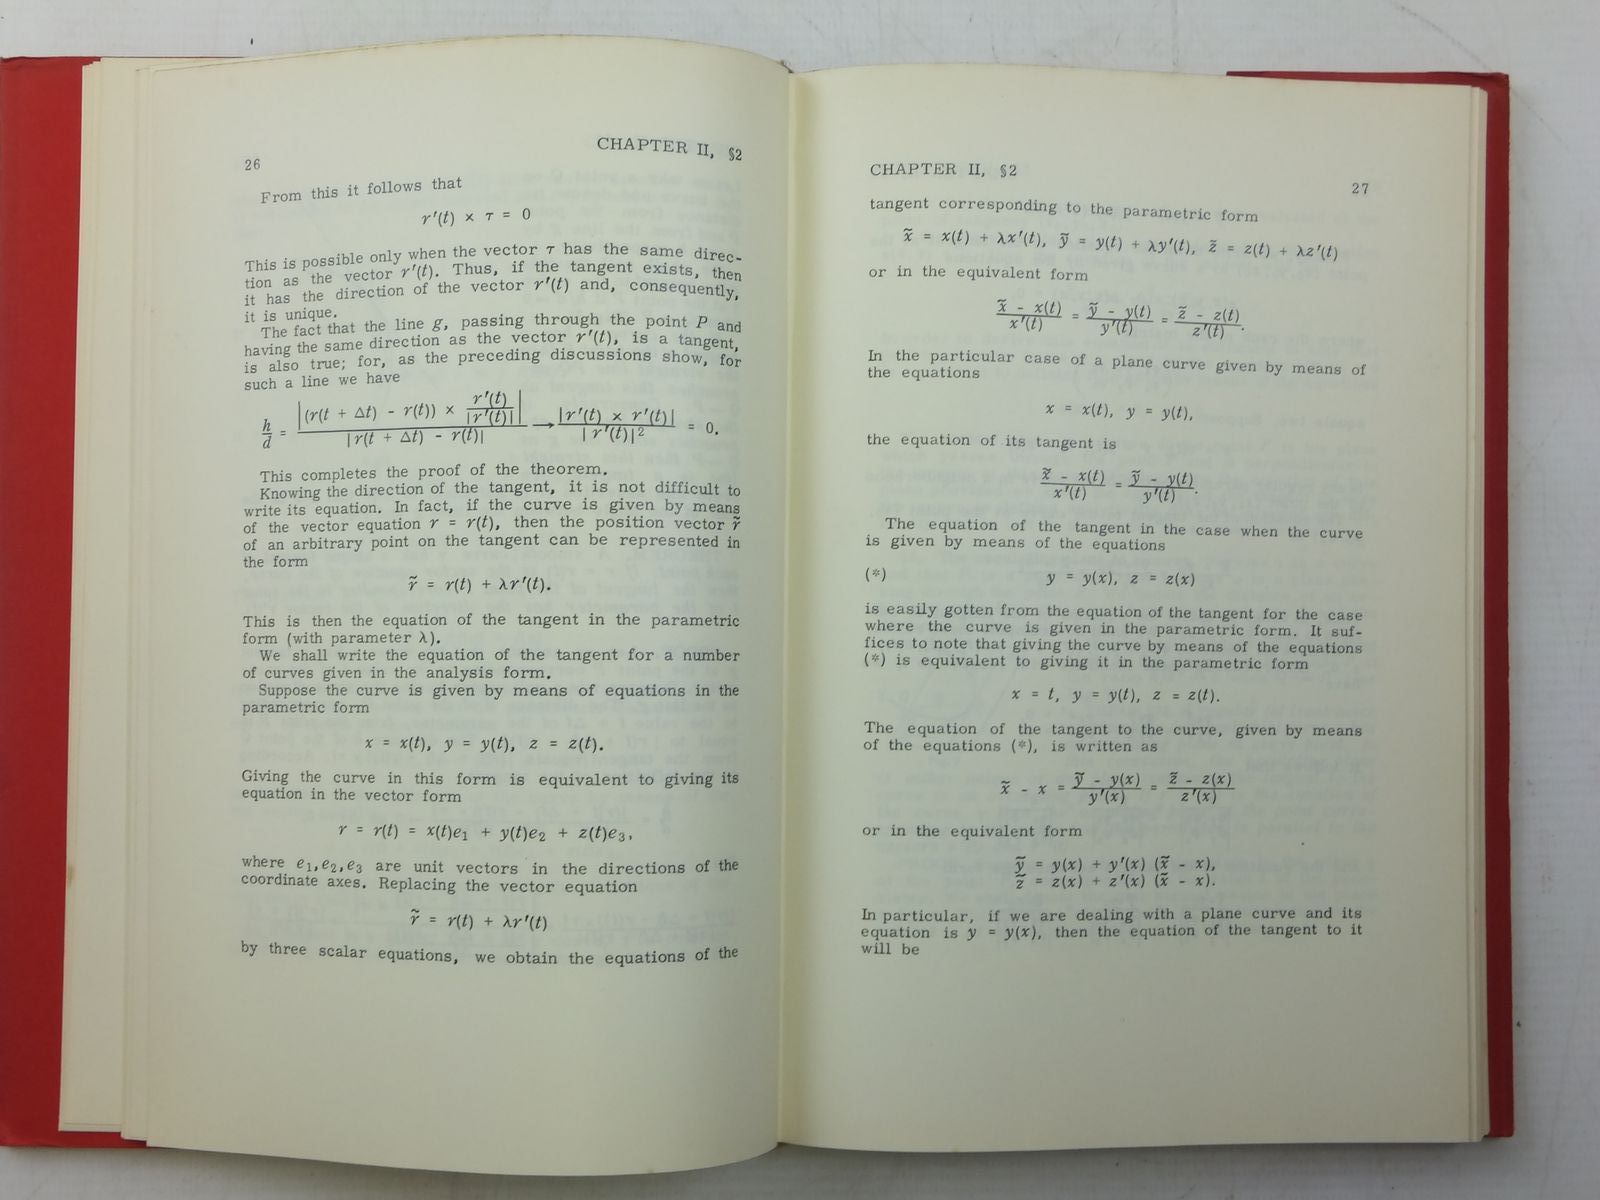 26
CHAPTER II, §2
From this it follows that
r'(t) × τ = 0
This is possible only when the vector τ has the same direc-
tion as the vector r'(t). Thus, if the tangent exists, then
it has the direction of the vector r'(t) and, consequently,
it is unique.
The fact that the line g, passing through the point P and
having the same direction as the vector r'(t), is a tangent,
is also true; for, as the preceding discussions show, for
such a line we have
h/d = |(r(t + Δt) - r(t)) × r'(t)/|r'(t)|| / |r(t + Δt) - r(t)| → |r'(t) × r'(t)| / |r'(t)|² = 0.
This completes the proof of the theorem.
Knowing the direction of the tangent, it is not difficult to
write its equation. In fact, if the curve is given by means
of the vector equation r = r(t), then the position vector r̃
of an arbitrary point on the tangent can be represented in
the form
r̃ = r(t) + λr'(t).
This is then the equation of the tangent in the parametric
form (with parameter λ).
We shall write the equation of the tangent for a number
of curves given in the analysis form.
Suppose the curve is given by means of equations in the
parametric form
x = x(t), y = y(t), z = z(t).
Giving the curve in this form is equivalent to giving its
equation in the vector form
r = r(t) = x(t)e₁ + y(t)e₂ + z(t)e₃,
where e₁,e₂,e₃ are unit vectors in the directions of the
coordinate axes. Replacing the vector equation
r̃ = r(t) + λr'(t)
by three scalar equations, we obtain the equations of the
CHAPTER II, §2
27
tangent corresponding to the parametric form
x̃ = x(t) + λx'(t), ỹ = y(t) + λy'(t), z̃ = z(t) + λz'(t)
or in the equivalent form
(x̃ - x(t))/x'(t) = (ỹ - y(t))/y'(t) = (z̃ - z(t))/z'(t).
In the particular case of a plane curve given by means of
the equations
x = x(t), y = y(t),
the equation of its tangent is
(x̃ - x(t))/x'(t) = (ỹ - y(t))/y'(t).
The equation of the tangent in the case when the curve
is given by means of the equations
(*) y = y(x), z = z(x)
is easily gotten from the equation of the tangent for the case
where the curve is given in the parametric form. It suf-
fices to note that giving the curve by means of the equations
(*) is equivalent to giving it in the parametric form
x = t, y = y(t), z = z(t).
The equation of the tangent to the curve, given by means
of the equations (*), is written as
x̃ - x = (ỹ - y(x))/y'(x) = (z̃ - z(x))/z'(x)
or in the equivalent form
ỹ = y(x) + y'(x) (x̃ - x),
z̃ = z(x) + z'(x) (x̃ - x).
In particular, if we are dealing with a plane curve and its
equation is y = y(x), then the equation of the tangent to it
will be